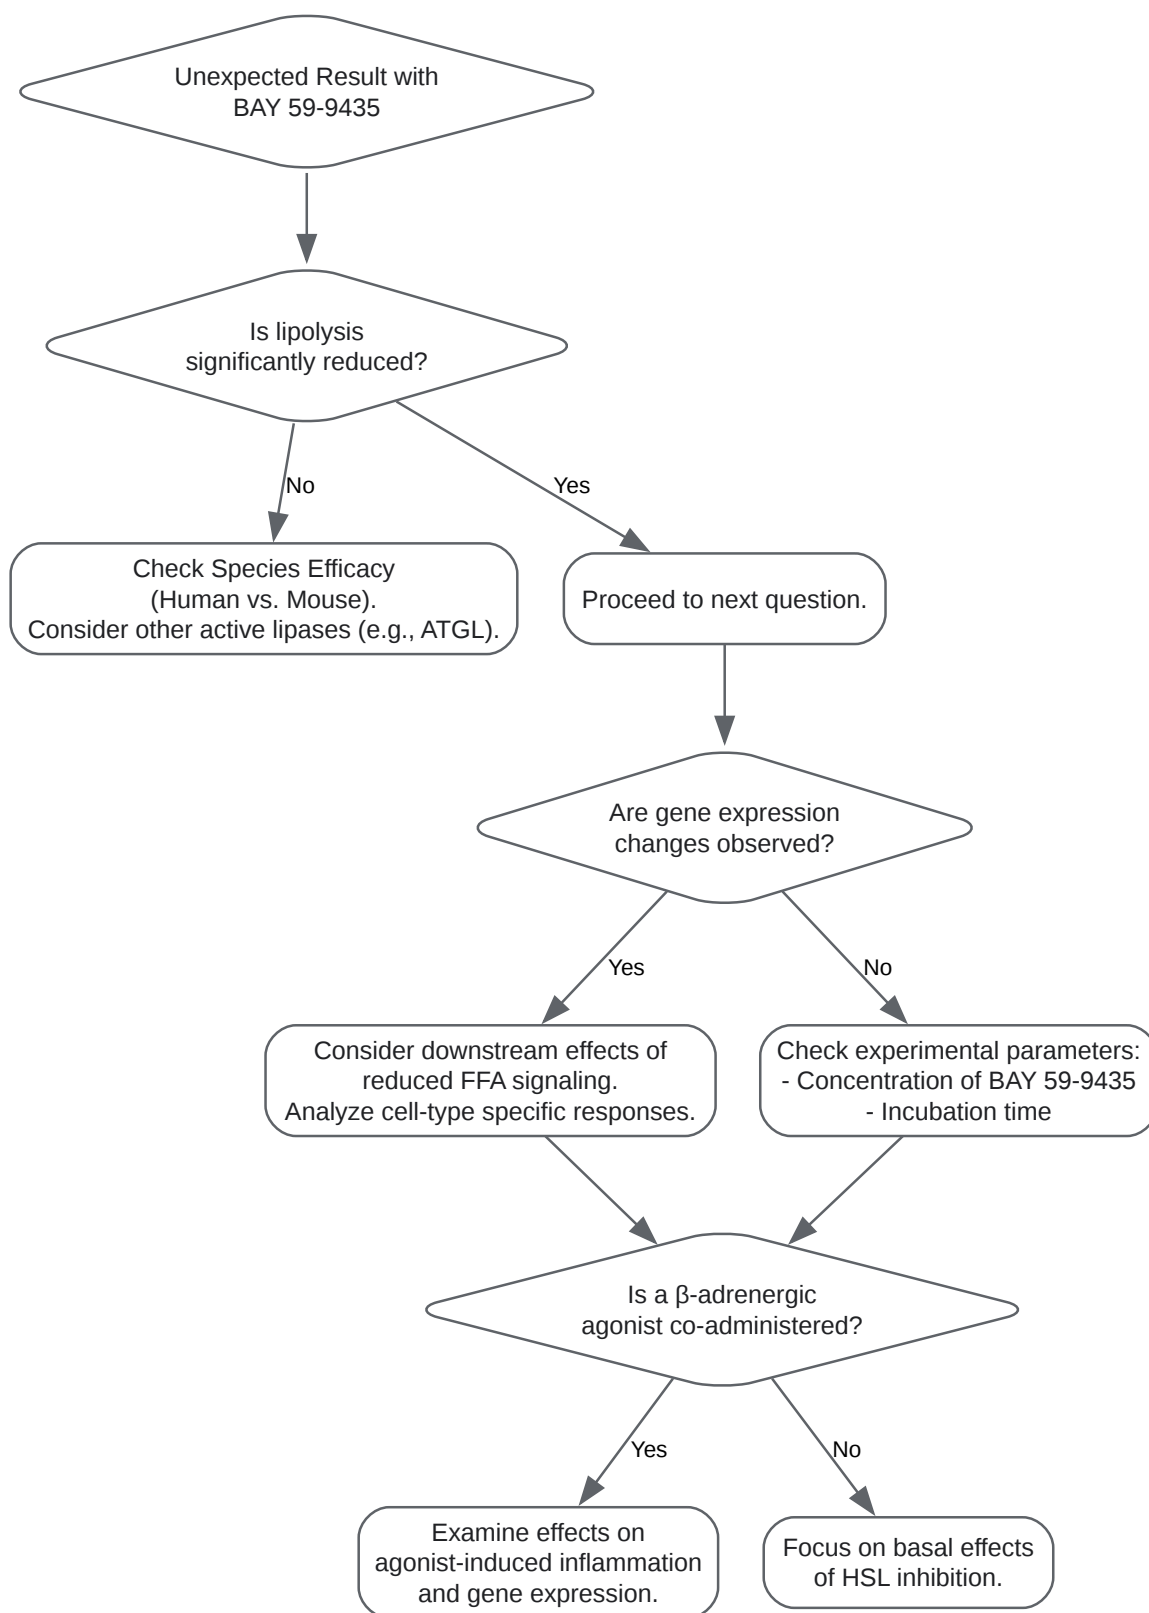 Unexpected Result with
BAY 59-9435
Is lipolysis
significantly reduced?
No
Yes
Check Species Efficacy
(Human vs. Mouse).
Consider other active lipases (e.g., ATGL).
Proceed to next question.
Are gene expression
changes observed?
Yes
No
Consider downstream effects of
reduced FFA signaling.
Analyze cell-type specific responses.
Check experimental parameters:
- Concentration of BAY 59-9435
- Incubation time
Is a β-adrenergic
agonist co-administered?
Yes
No
Examine effects on
agonist-induced inflammation
and gene expression.
Focus on basal effects
of HSL inhibition.